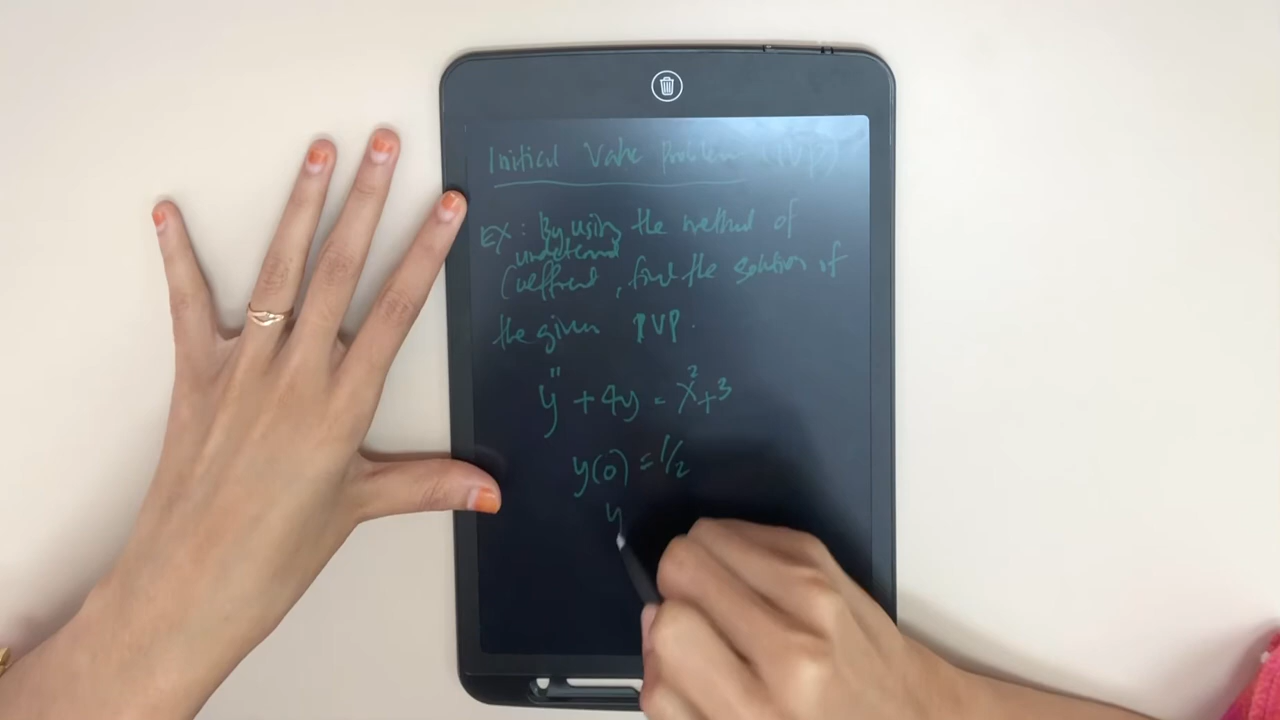 Initial Value Problem (IVP)
EX: By using the method of
undetermd
Coefficient, find the solution of
the given IVP.
y" + 4y = x² + 3
y(0) = 1/2
y